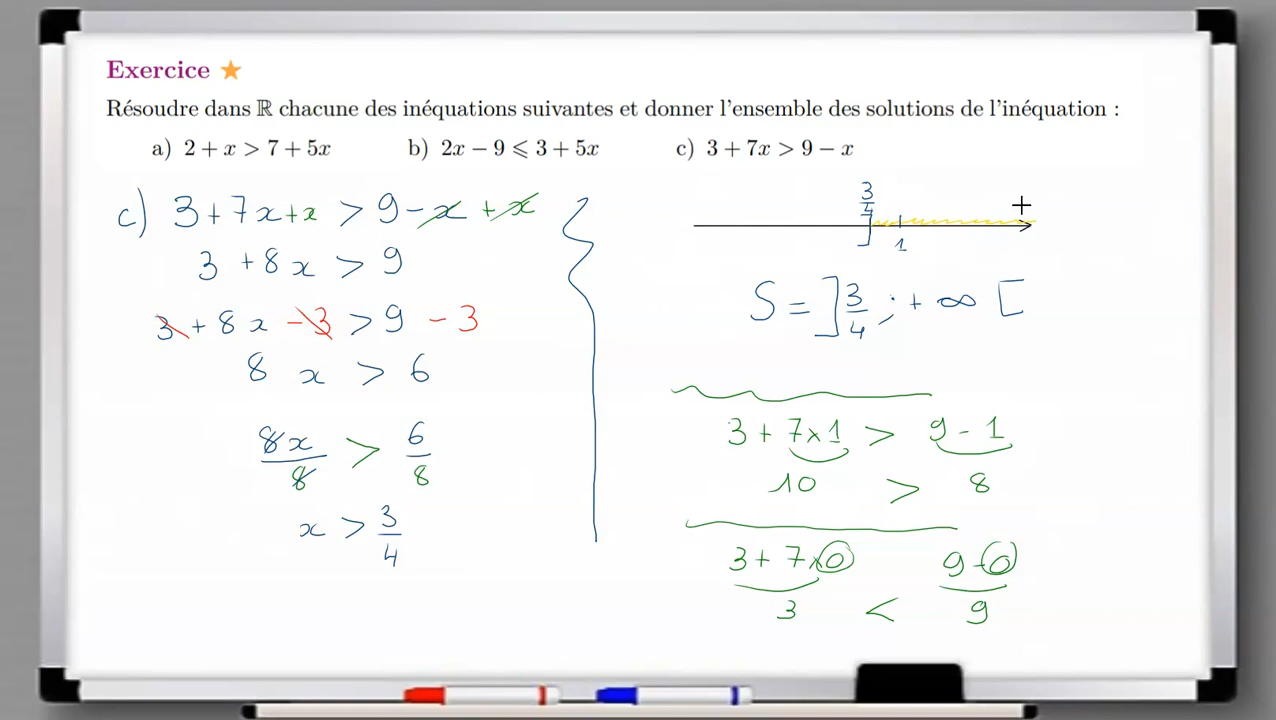 Exercice
Résoudre dans ℝ chacune des inéquations suivantes et donner l'ensemble des solutions de l'inéquation :
a) 2 + x > 7 + 5x b) 2x − 9 ⩽ 3 + 5x c) 3 + 7x > 9 − x
c) 3 + 7x + x > 9 − x + x
3 + 8x > 9
3 + 8x − 3 > 9 − 3
8 x > 6
8x/8 > 6/8
x > 3/4
3/4 +
] 1
S = ]3/4 ; + ∞ [
3 + 7×1 > 9 − 1
10 > 8
3 + 7×0 9 − 0
3 < 9